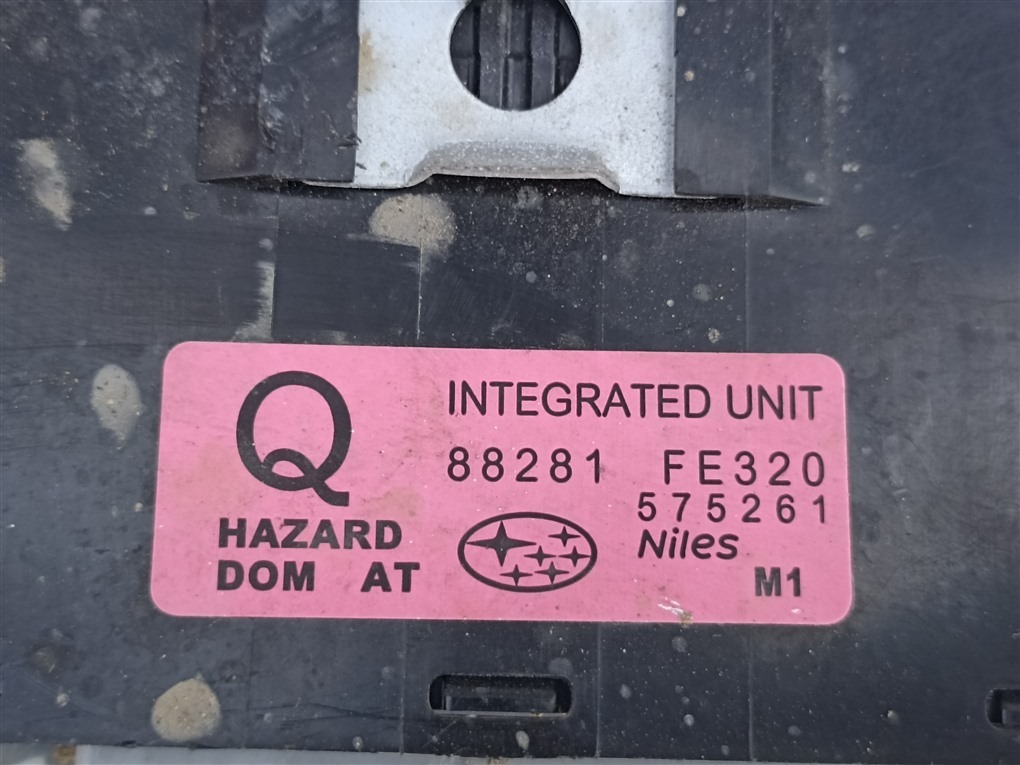 Q
INTEGRATED UNIT
88281 FE320
575261
HAZARD
Niles
DOM AT
M1